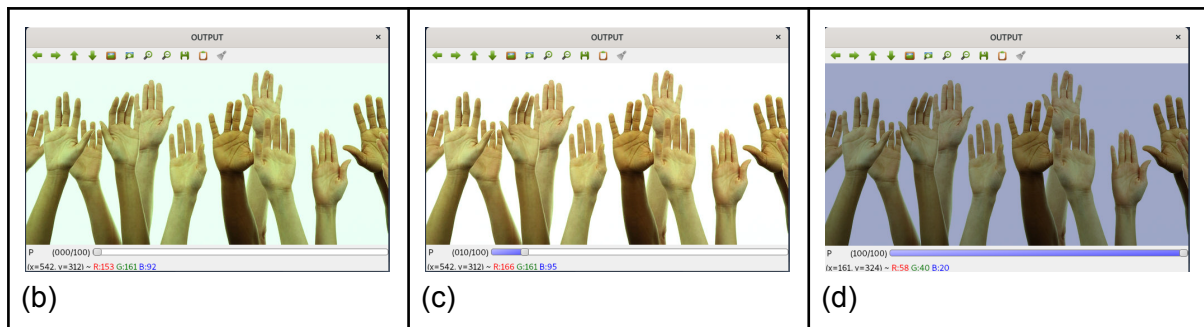 OUTPUT ×
P (000/100)
(x=542, y=312) ~ R:153 G:161 B:92
(b)
OUTPUT ×
P (010/100)
(x=542, y=312) ~ R:166 G:161 B:95
(c)
OUTPUT ×
P (100/100)
(x=161, y=324) ~ R:58 G:40 B:20
(d)